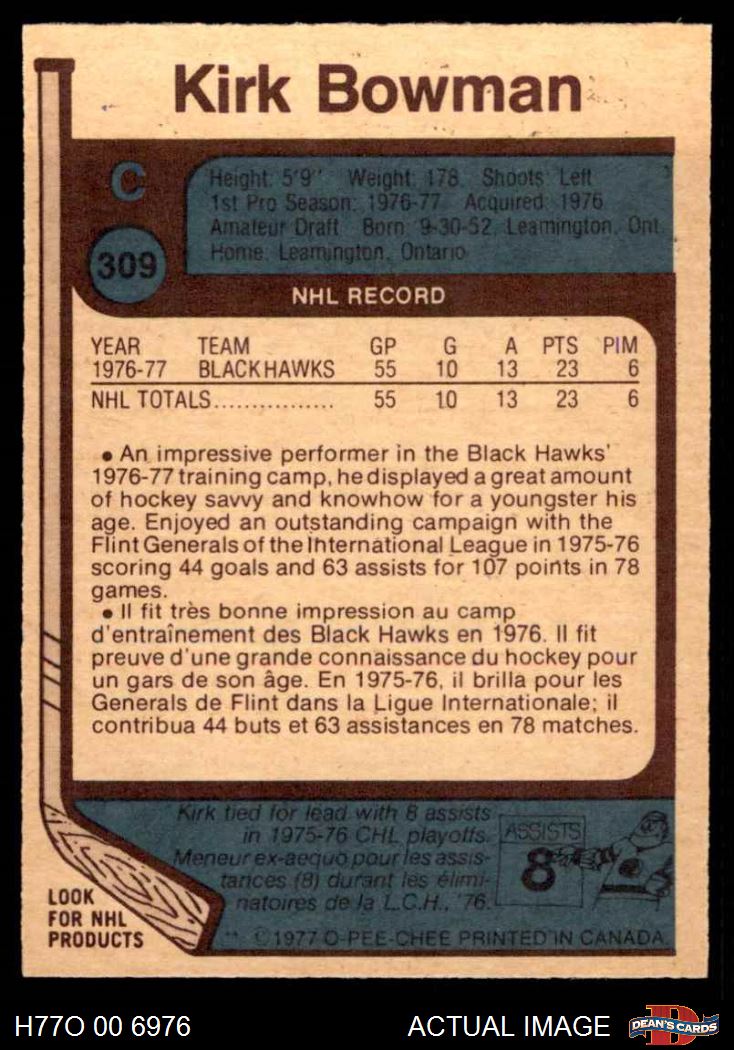 Kirk Bowman
C
Height: 5'9" Weight: 178 Shoots: Left
1st Pro Season: 1976-77 Acquired: 1976
Amateur Draft Born: 9-30-52, Leamington, Ont.
Home: Leamington, Ontario
309
NHL RECORD
YEAR TEAM GP G A PTS PIM
1976-77 BLACK HAWKS 55 10 13 23 6
NHL TOTALS................ 55 10 13 23 6
• An impressive performer in the Black Hawks'
1976-77 training camp, he displayed a great amount
of hockey savvy and knowhow for a youngster his
age. Enjoyed an outstanding campaign with the
Flint Generals of the International League in 1975-76
scoring 44 goals and 63 assists for 107 points in 78
games.
• Il fit très bonne impression au camp
d'entraînement des Black Hawks en 1976. Il fit
preuve d'une grande connaissance du hockey pour
un gars de son âge. En 1975-76, il brilla pour les
Generals de Flint dans la Ligue Internationale; il
contribua 44 buts et 63 assistances en 78 matches.
Kirk tied for lead with 8 assists
in 1975-76 CHL playoffs.
Meneur ex-aequo pour les assis-
tances (8) durant les élimi-
natoires de la L.C.H., '76.
ASSISTS
8
LOOK
FOR NHL
PRODUCTS
** ©1977 O-PEE-CHEE PRINTED IN CANADA
H77O 00 6976
ACTUAL IMAGE
D
DEAN'S CARDS